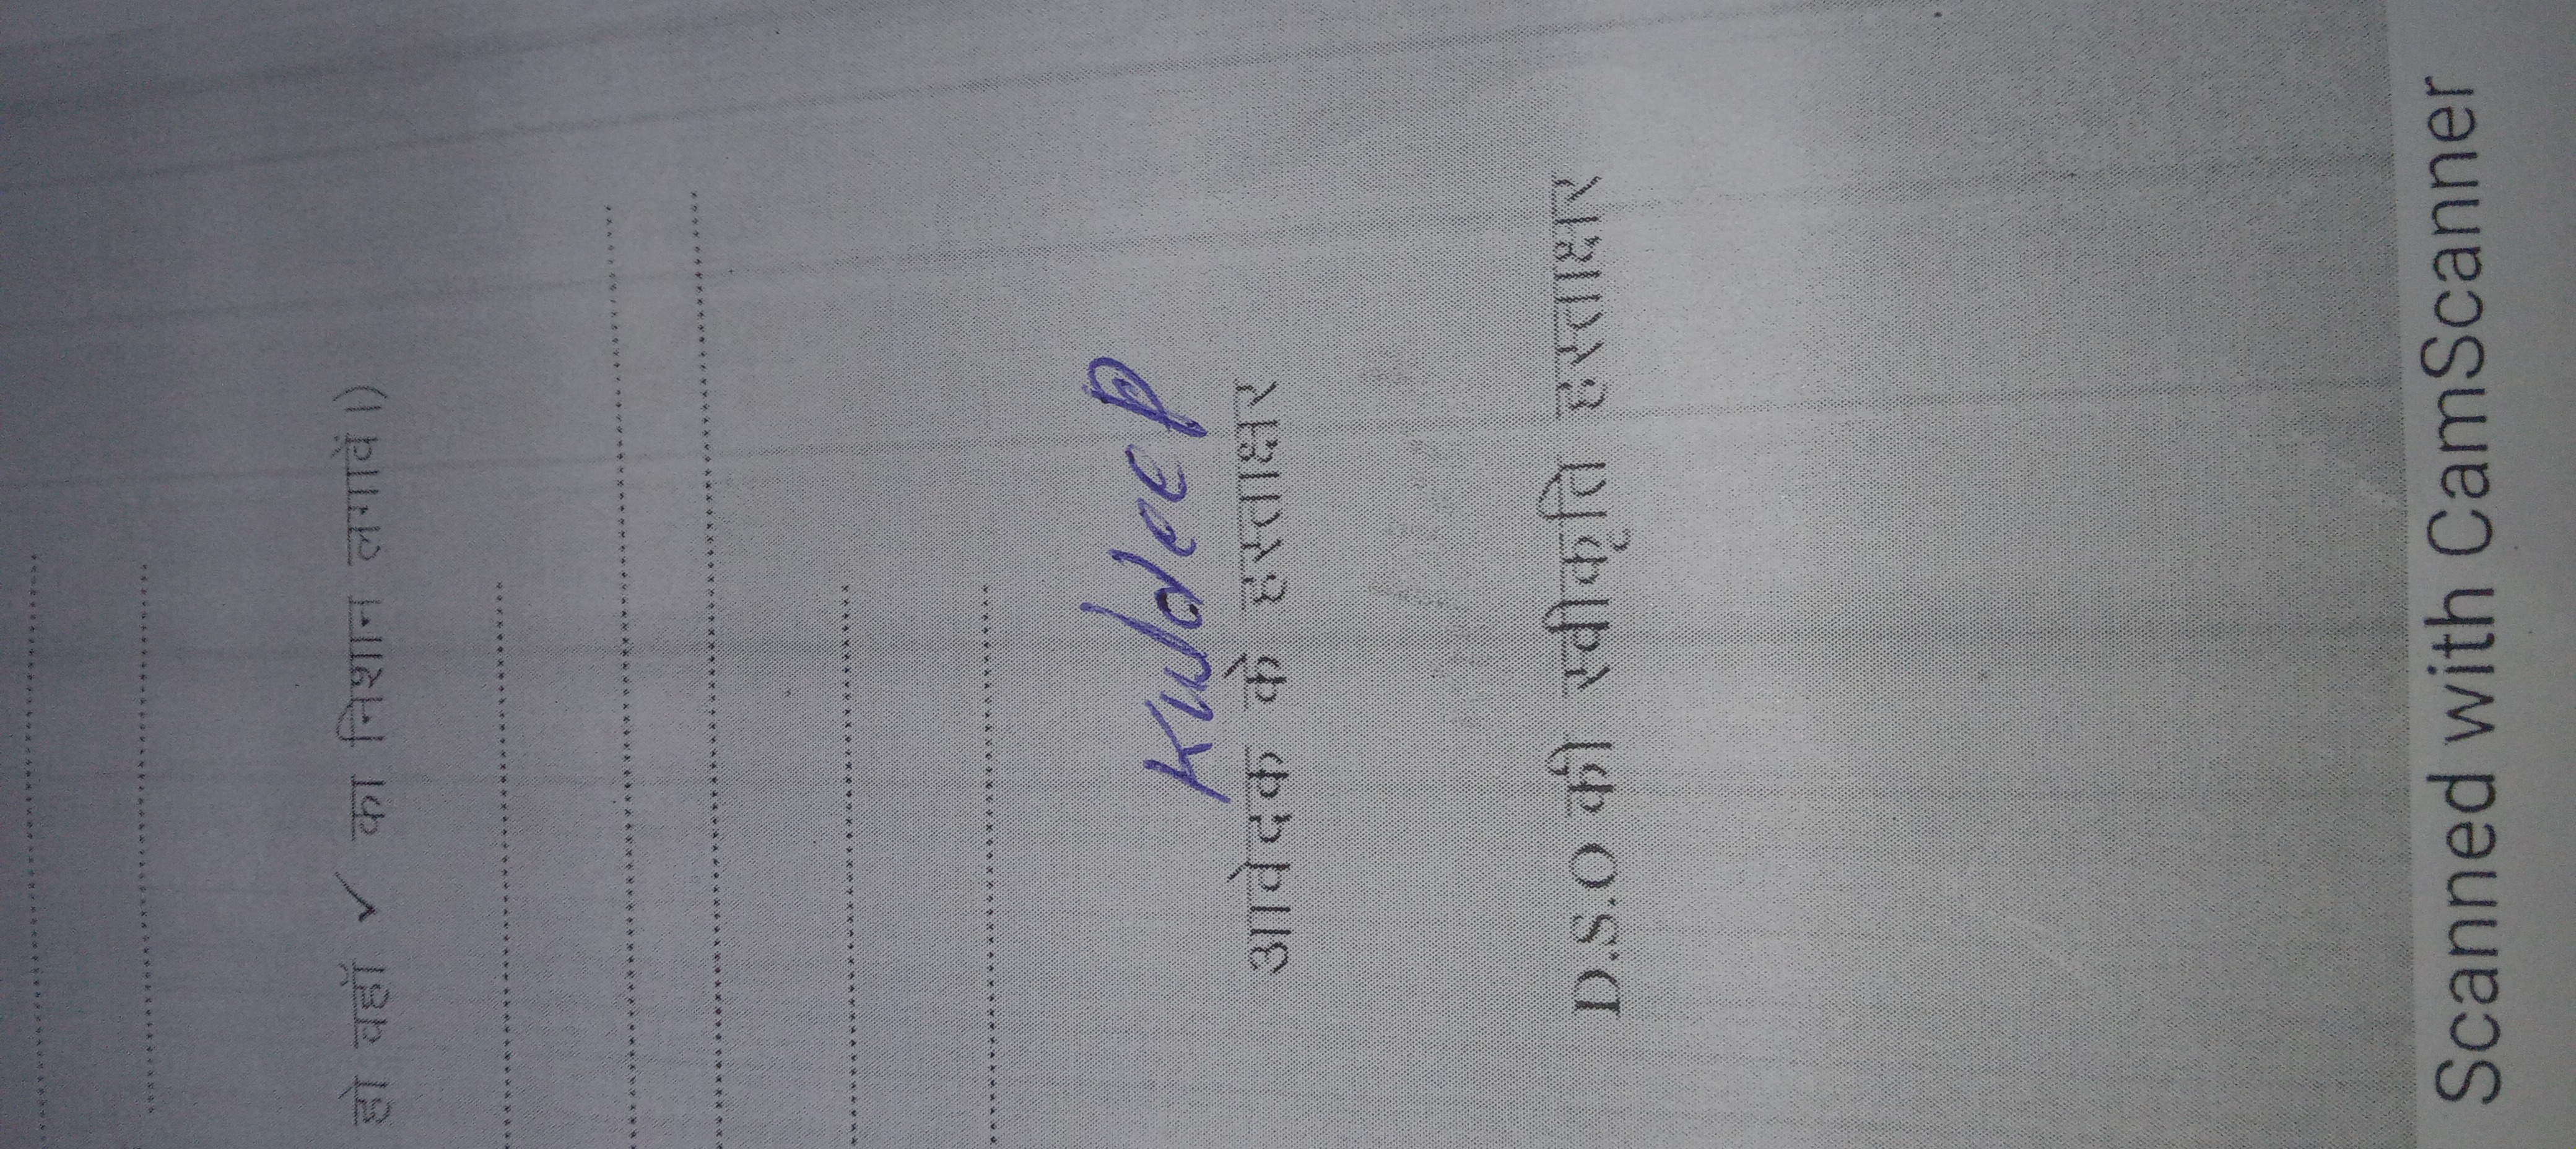 हो वहाँ ✓ का निशान लगावें।)
Kuldeep
आवेदक के हस्ताक्षर
D.S.O की स्वीकृति हस्ताक्षर
Scanned with CamScanner